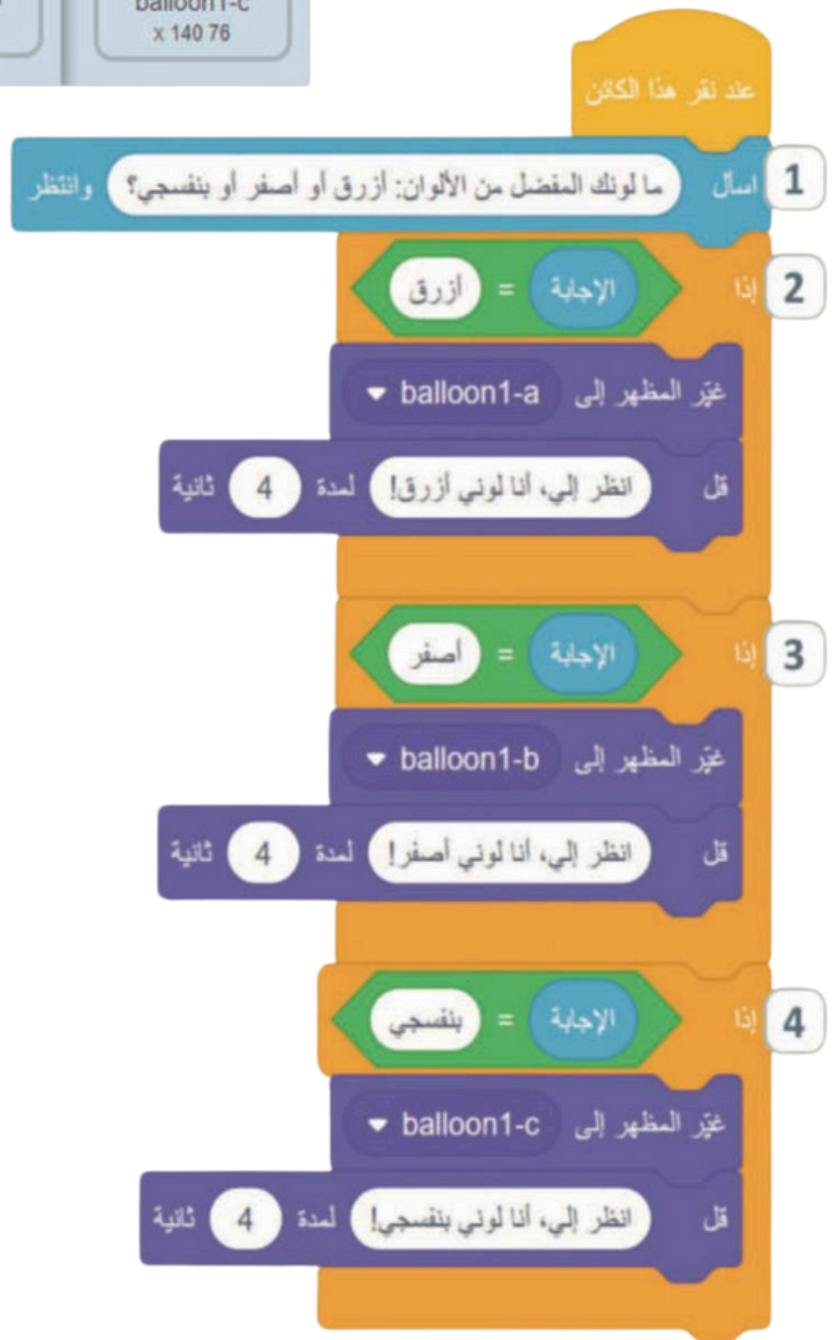 balloon1-c
x 140 76
عند نقر هذا الكائن
1 اسأل ما لونك المفضل من الألوان: أزرق أو أصفر أو بنفسجي؟ وانتظر
2 إذا الإجابة = أزرق
غيّر المظهر إلى balloon1-a
قل انظر إلي، أنا لوني أزرق! لمدة 4 ثانية
3 إذا الإجابة = أصفر
غيّر المظهر إلى balloon1-b
قل انظر إلي، أنا لوني أصفر! لمدة 4 ثانية
4 إذا الإجابة = بنفسجي
غيّر المظهر إلى balloon1-c
قل انظر إلي، أنا لوني بنفسجي! لمدة 4 ثانية